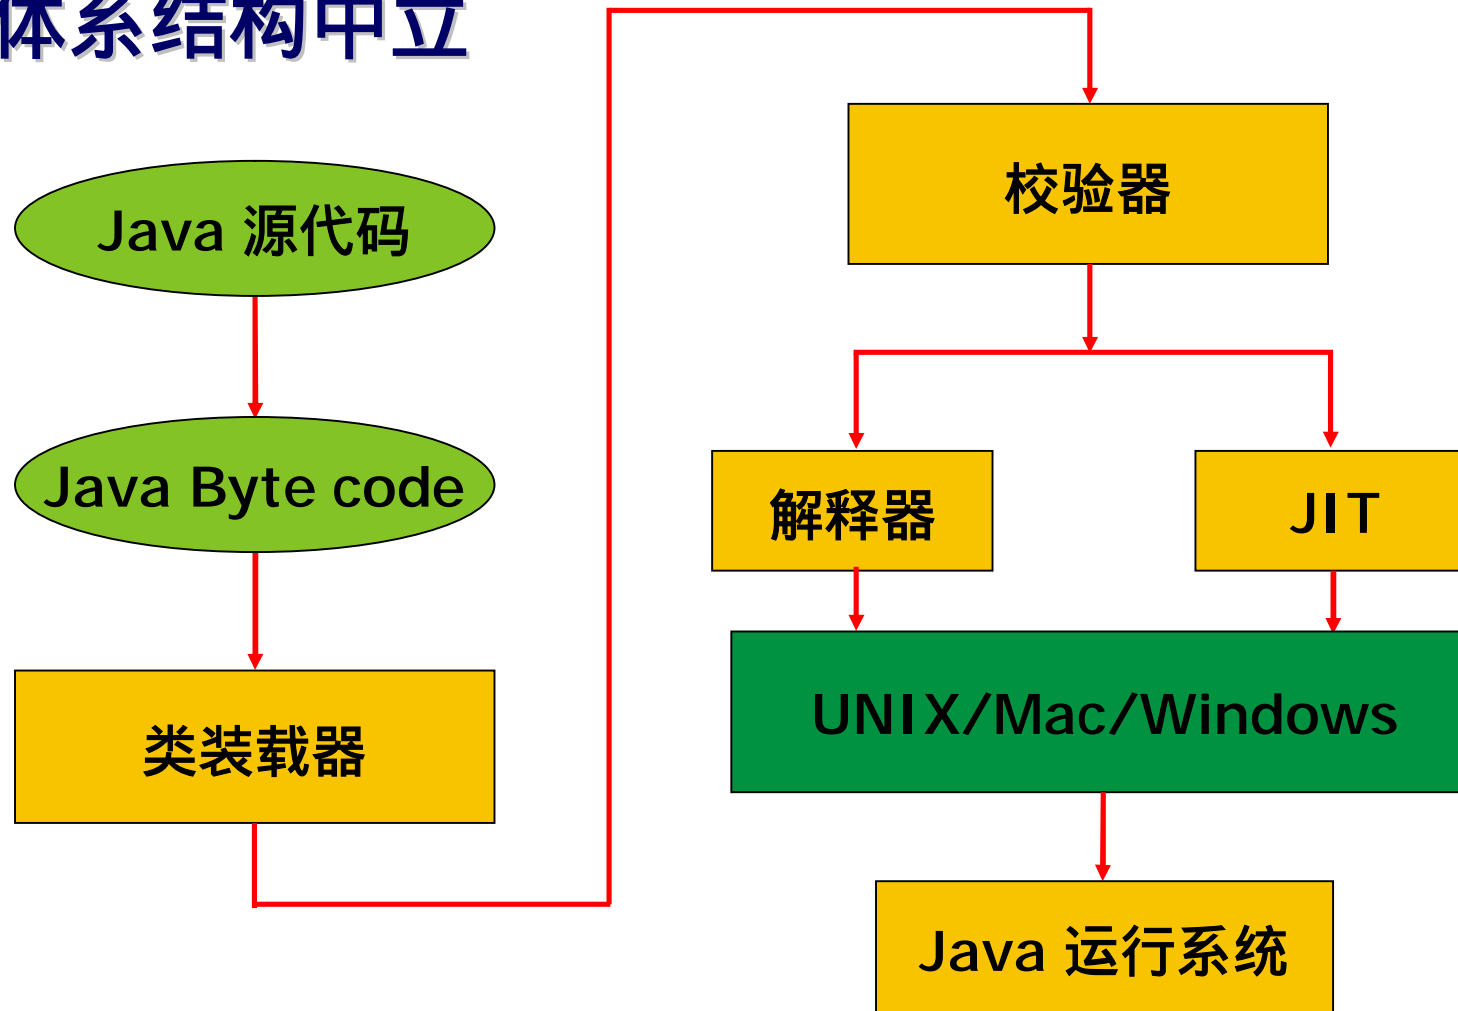 体系结构中立
Java 源代码
Java Byte code
类装载器
校验器
解释器
JIT
UNIX/Mac/Windows
Java 运行系统